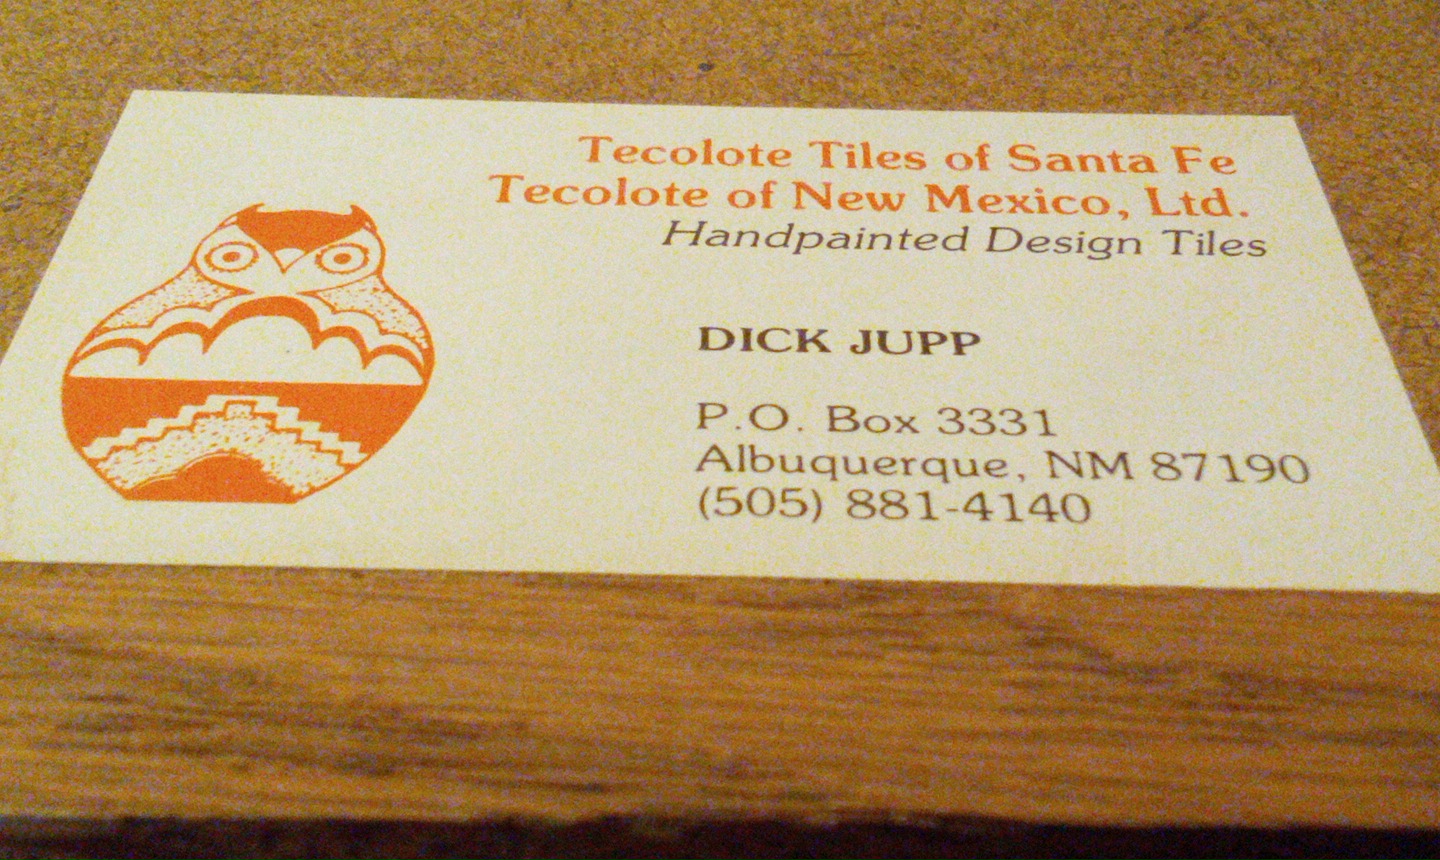 Tecolote Tiles of Santa Fe
Tecolote of New Mexico, Ltd.
Handpainted Design Tiles
DICK JUPP
P.O. Box 3331
Albuquerque, NM 87190
(505) 881-4140